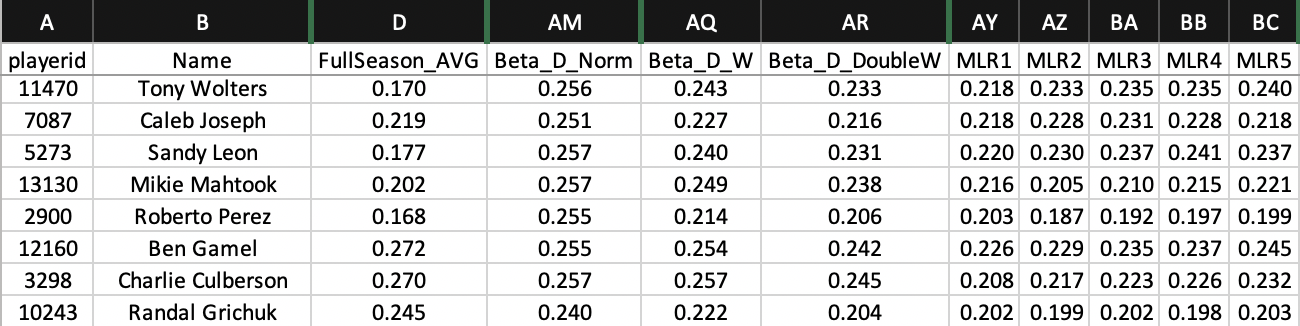 A B D AM AQ AR AY AZ BA BB BC
playerid Name FullSeason_AVG Beta_D_Norm Beta_D_W Beta_D_DoubleW MLR1 MLR2 MLR3 MLR4 MLR5
11470 Tony Wolters 0.170 0.256 0.243 0.233 0.218 0.233 0.235 0.235 0.240
7087 Caleb Joseph 0.219 0.251 0.227 0.216 0.218 0.228 0.231 0.228 0.218
5273 Sandy Leon 0.177 0.257 0.240 0.231 0.220 0.230 0.237 0.241 0.237
13130 Mikie Mahtook 0.202 0.257 0.249 0.238 0.216 0.205 0.210 0.215 0.221
2900 Roberto Perez 0.168 0.255 0.214 0.206 0.203 0.187 0.192 0.197 0.199
12160 Ben Gamel 0.272 0.255 0.254 0.242 0.226 0.229 0.235 0.237 0.245
3298 Charlie Culberson 0.270 0.257 0.257 0.245 0.208 0.217 0.223 0.226 0.232
10243 Randal Grichuk 0.245 0.240 0.222 0.204 0.202 0.199 0.202 0.198 0.203